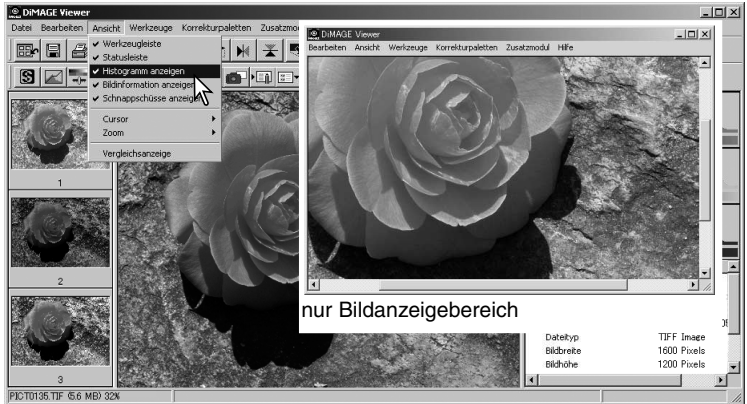 DiMAGE Viewer
Datei Bearbeiten Ansicht Werkzeuge Korrekturpaletten
Werkzeugleiste
Statusleiste
Histogramm anzeigen
Bildinformation anzeigen
Schnappschüsse
Cursor
Zoom
Vergleichsanzeige
1
2
3
DiMAGE Viewer
Bearbeiten Ansicht Werkzeuge Korrekturpaletten Zusatzmodul Hilfe
nur Bildanzeigebereich
Dateityp TIFF Image
Bildbreite 1600 Pixels
Bildhöhe 1200 Pixels
PICT0135.TIF (5.6 MB) 32%